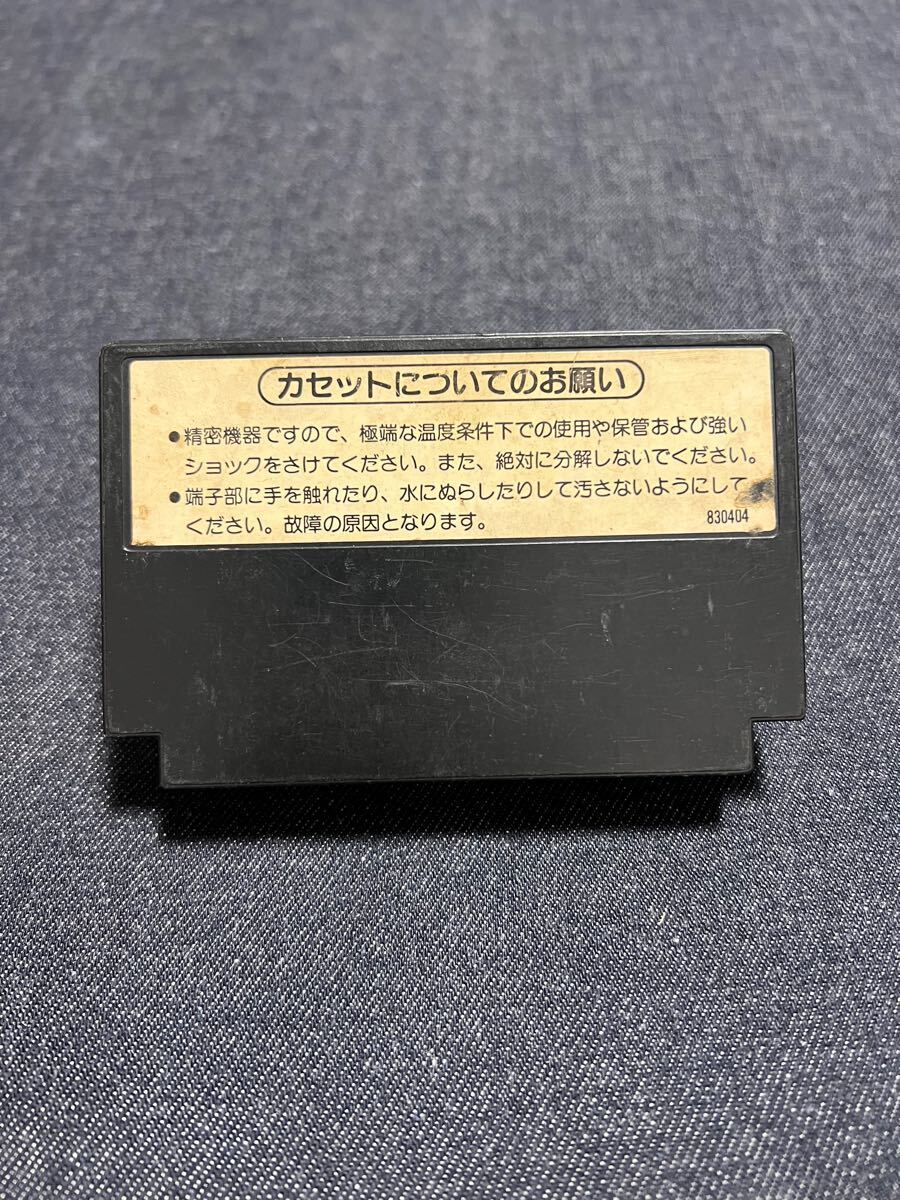 カセットについてのお願い
●精密機器ですので、極端な温度条件下での使用や保管および強い
ショックをさけてください。また、絶対に分解しないでください。
●端子部に手を触れたり、水にぬらしたりして汚さないようにして
ください。故障の原因となります。
830404